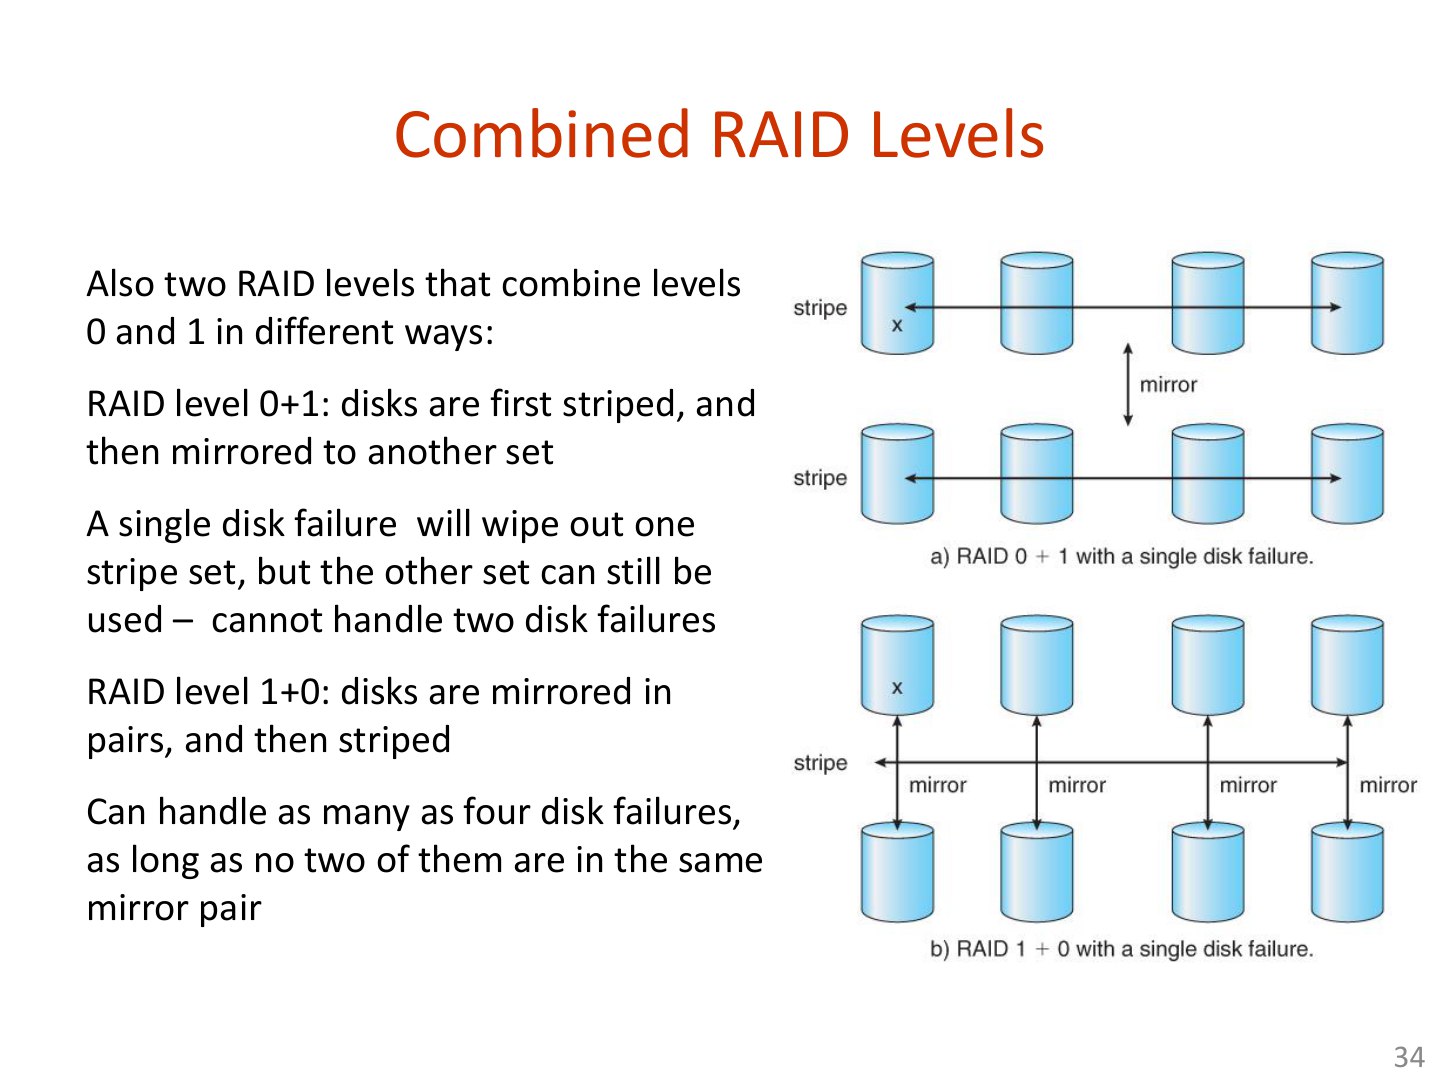 Combined RAID Levels
Also two RAID levels that combine levels
0 and 1 in different ways:
RAID level 0+1: disks are first striped, and
then mirrored to another set
A single disk failure  will wipe out one
stripe set, but the other set can still be
used –  cannot handle two disk failures
RAID level 1+0: disks are mirrored in
pairs, and then striped
Can handle as many as four disk failures,
as long as no two of them are in the same
mirror pair
stripe
x
mirror
stripe
a) RAID 0 + 1 with a single disk failure.
x
stripe
mirror mirror mirror mirror
b) RAID 1 + 0 with a single disk failure.
34